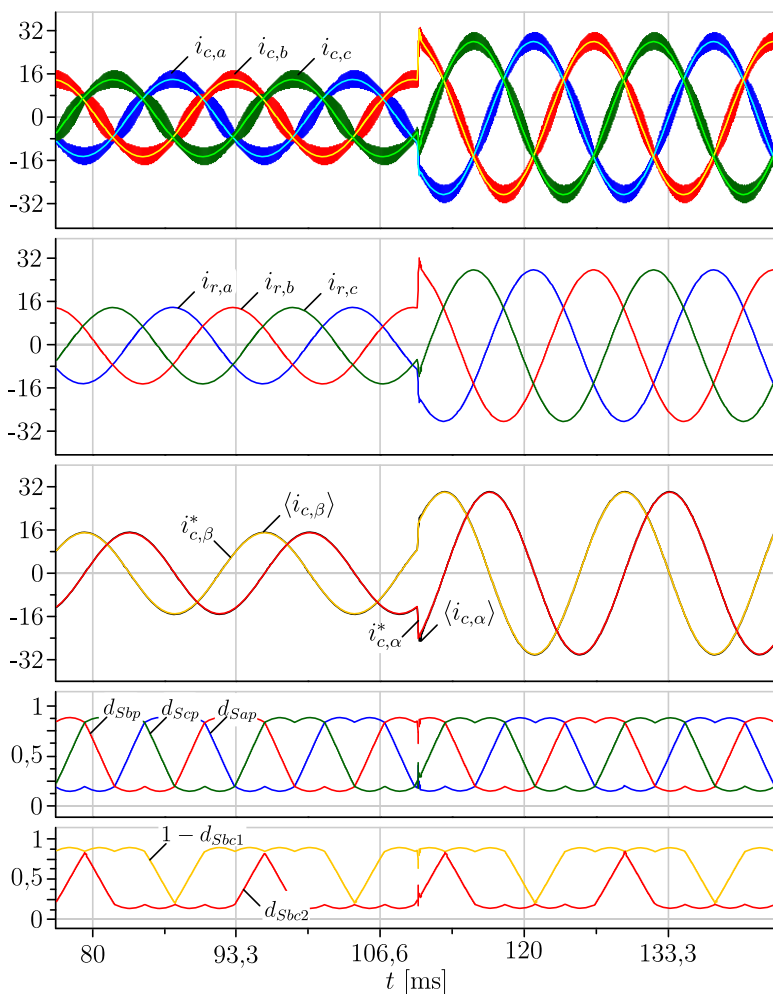 32
16
0
-16
-32
i_{c,a} i_{c,b} i_{c,c}
32
16
0
-16
-32
i_{r,a} i_{r,b} i_{r,c}
32
16
0
-16
-32
i^*_{c,β} ⟨i_{c,β}⟩
i^*_{c,α} ⟨i_{c,α}⟩
1
0,5
0
d_{Sbp} d_{Scp} d_{Sap}
1
0,5
0
1 − d_{Sbc1}
d_{Sbc2}
80 93,3 106,6 120 133,3
t [ms]